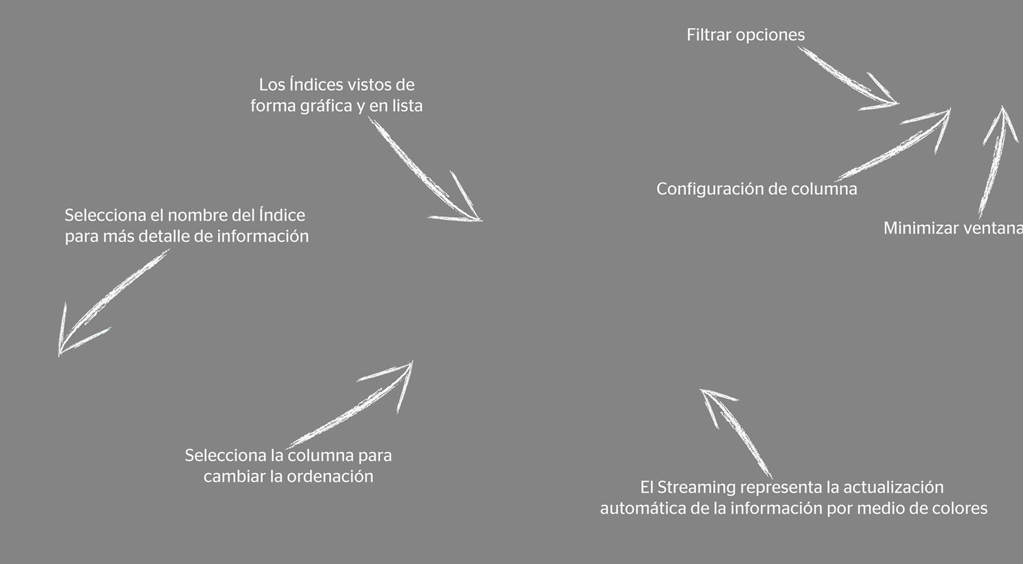 Filtrar opciones
Los Índices vistos de
forma gráfica y en lista
Configuración de columna
Selecciona el nombre del Índice
para más detalle de información
Minimizar ventana
Selecciona la columna para
cambiar la ordenación
El Streaming representa la actualización
automática de la información por medio de colores